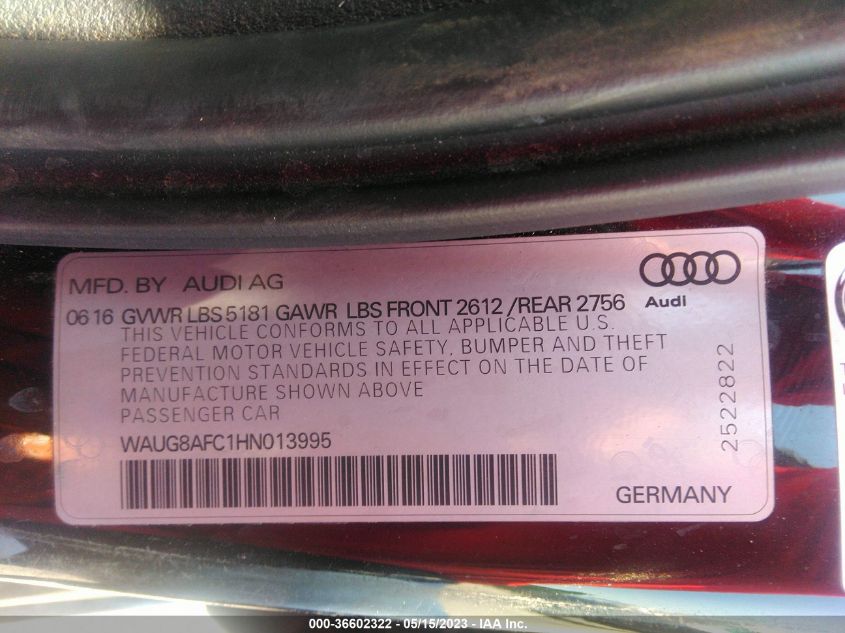 MFD. BY AUDI AG
Audi
06 16 GVWR LBS 5181 GAWR LBS FRONT 2612 /REAR 2756
THIS VEHICLE CONFORMS TO ALL APPLICABLE U.S.
FEDERAL MOTOR VEHICLE SAFETY, BUMPER AND THEFT
PREVENTION STANDARDS IN EFFECT ON THE DATE OF
MANUFACTURE SHOWN ABOVE
PASSENGER CAR
WAUG8AFC1HN013995
GERMANY
2522822
000-36602322 - 05/15/2023 - IAA Inc.